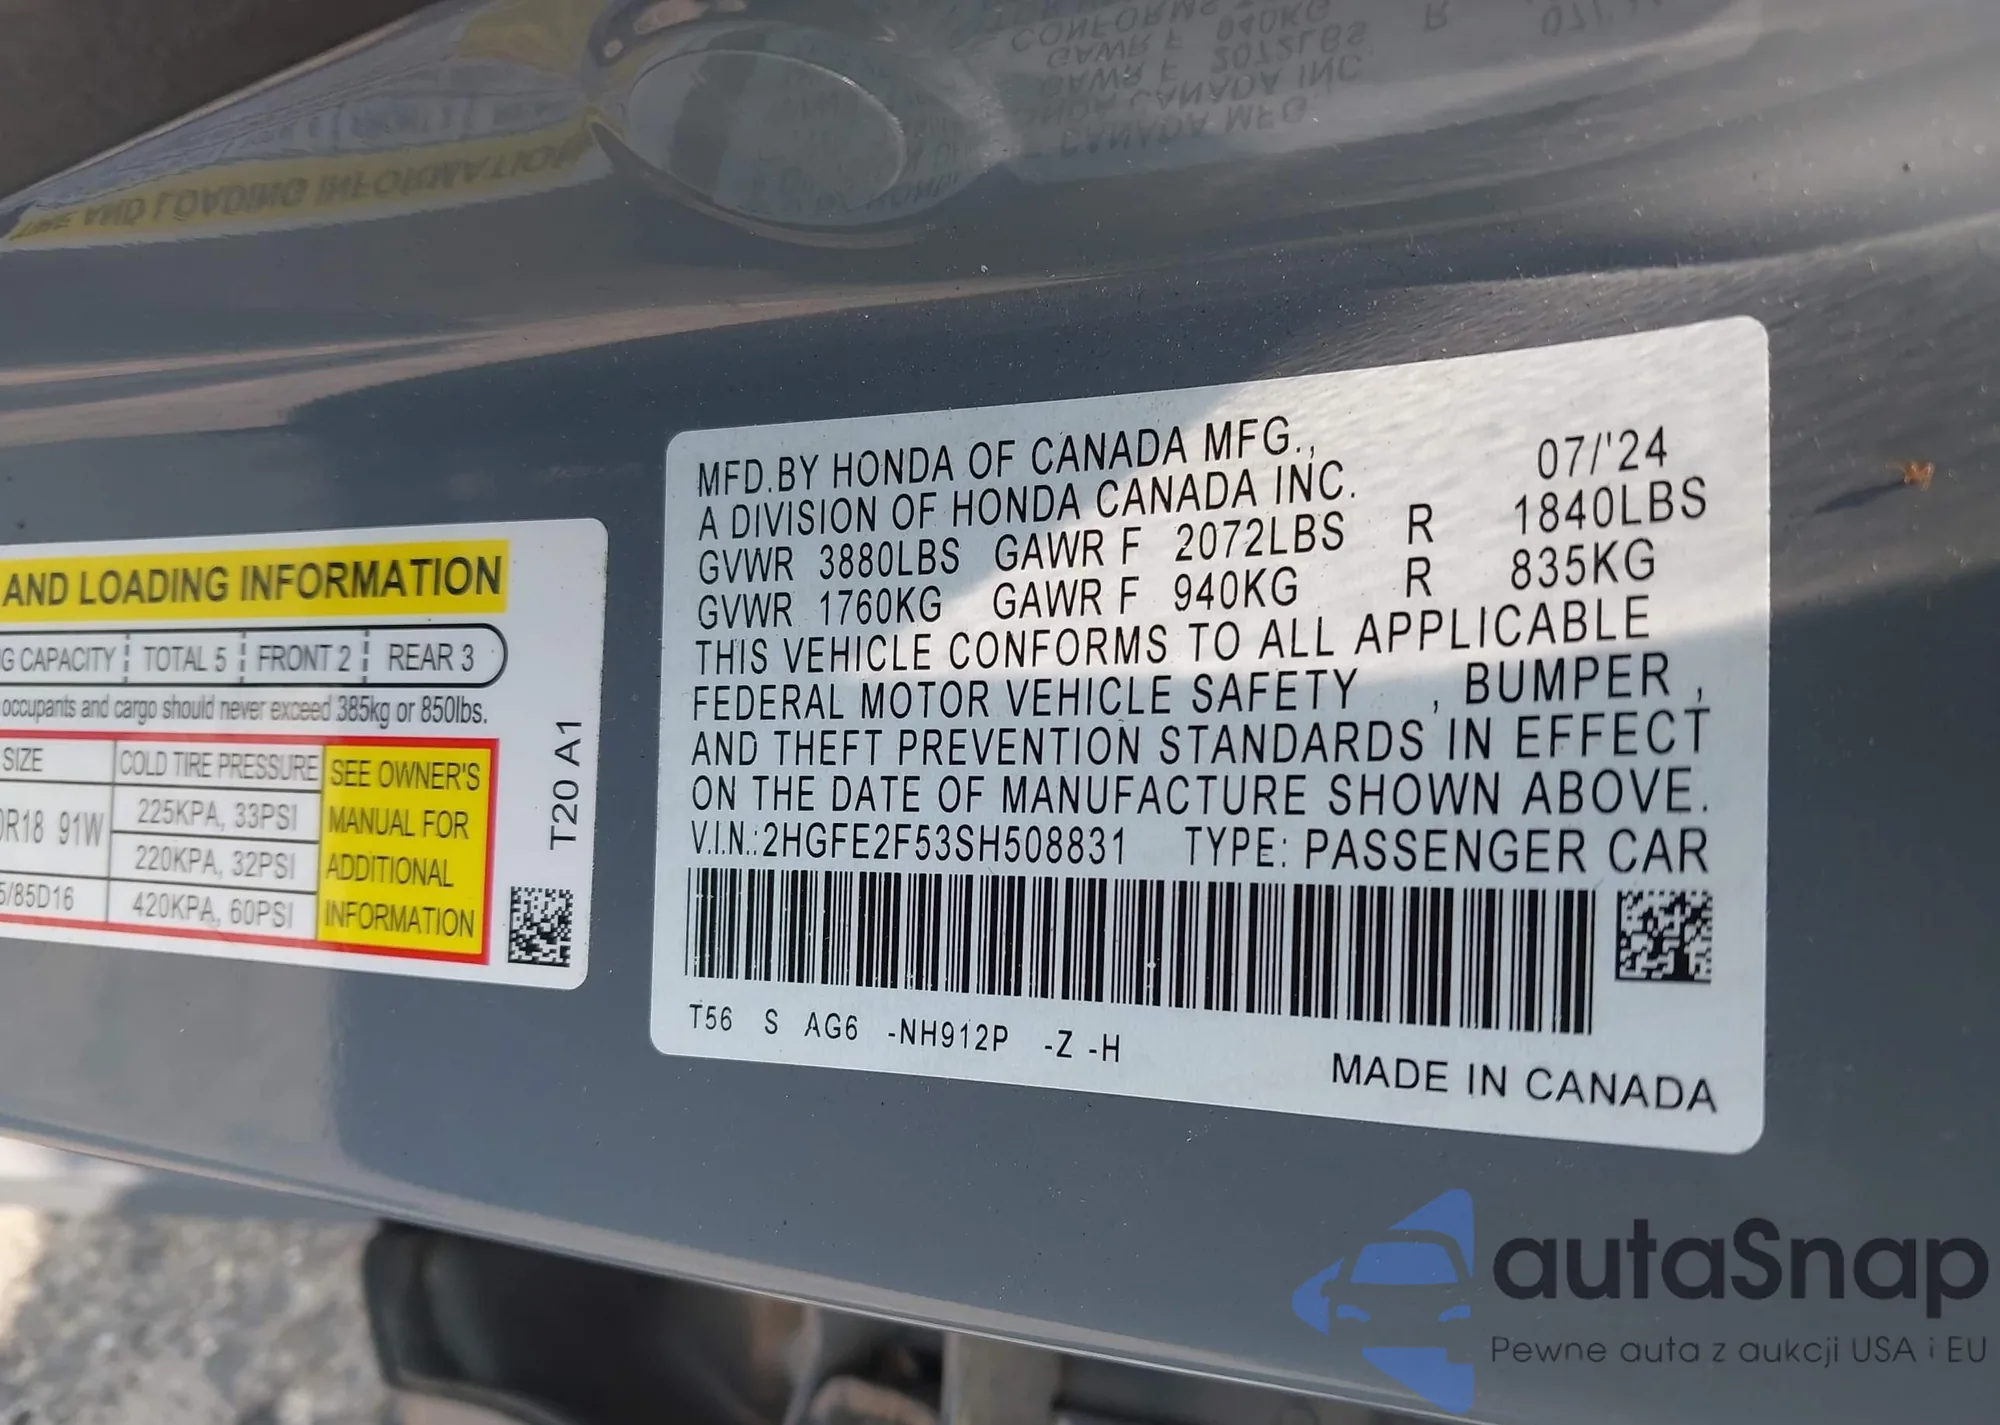 AND LOADING INFORMATION
G CAPACITY TOTAL 5 FRONT 2 REAR 3
occupants and cargo should never exceed 385kg or 850lbs.
SIZE COLD TIRE PRESSURE SEE OWNER'S
MANUAL FOR
ADDITIONAL
INFORMATION
0R18 91W 225KPA, 33PSI
220KPA, 32PSI
5/85D16 420KPA, 60PSI
T20 A1
MFD.BY HONDA OF CANADA MFG., 07/'24
A DIVISION OF HONDA CANADA INC.
GVWR 3880LBS GAWR F 2072LBS R 1840LBS
GVWR 1760KG GAWR F 940KG R 835KG
THIS VEHICLE CONFORMS TO ALL APPLICABLE
FEDERAL MOTOR VEHICLE SAFETY , BUMPER ,
AND THEFT PREVENTION STANDARDS IN EFFECT
ON THE DATE OF MANUFACTURE SHOWN ABOVE.
V.I.N.:2HGFE2F53SH508831 TYPE: PASSENGER CAR
T56 S AG6 -NH912P -Z -H
MADE IN CANADA
autaSnap
Pewne auta z aukcji USA i EU